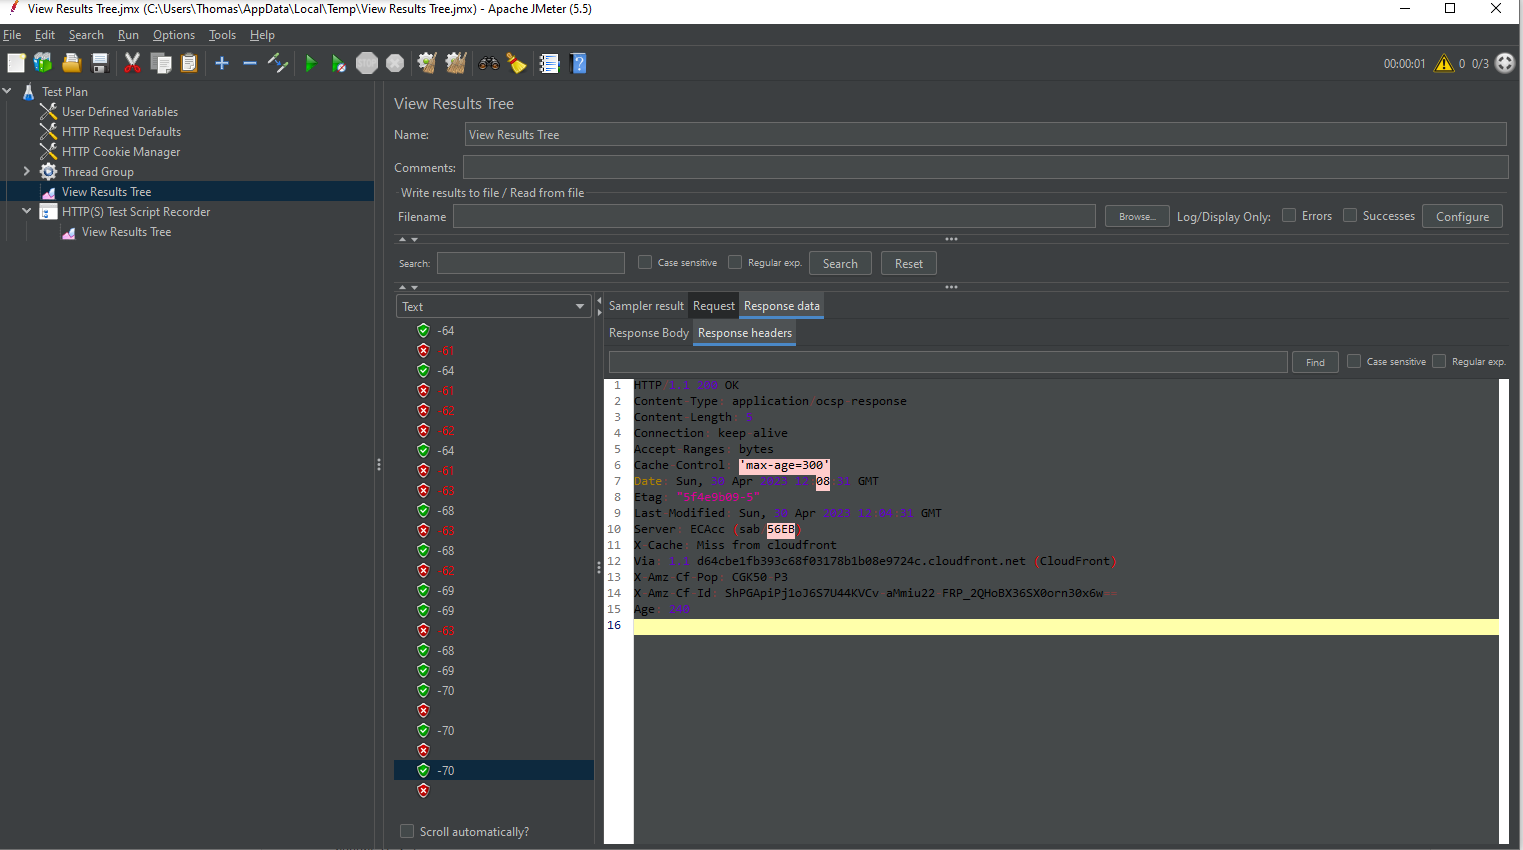 View Results Tree.jmx (C:\Users\Thomas\AppData\Local\Temp\View Results Tree.jmx) - Apache JMeter (5.5)
File Edit Search Run Options Tools Help
00:00:01 0 0/3
Test Plan
User Defined Variables
HTTP Request Defaults
HTTP Cookie Manager
Thread Group
View Results Tree
HTTP(S) Test Script Recorder
View Results Tree
View Results Tree
Name: View Results Tree
Comments:
Write results to file / Read from file
Filename Browse... Log/Display Only: Errors Successes Configure
Search: Case sensitive Regular exp. Search Reset
Text
-64
-61
-64
-61
-62
-62
-64
-61
-63
-68
-63
-68
-62
-69
-69
-63
-68
-69
-70
-70
-70
Scroll automatically?
Sampler result Request Response data
Response Body Response headers
Find Case sensitive Regular exp.
1 HTTP 1.1 200 OK
2 Content Type application ocsp response
3 Content Length 5
4 Connection keep alive
5 Accept Ranges bytes
6 Cache Control 'max-age=300'
7 Date Sun, 30 Apr 2023 12 08 31 GMT
8 Etag "5f4e9b09-5"
9 Last Modified Sun, 30 Apr 2023 12 04 31 GMT
10 Server ECAcc (sab 56EB)
11 X Cache Miss from cloudfront
12 Via 1.1 d64cbe1fb393c68f03178b1b08e9724c.cloudfront.net (CloudFront)
13 X Amz Cf Pop CGK50 P3
14 X Amz Cf Id ShPGApiPj1oJ6S7U44KVCv aMmiu22 FRP_2QHoBX36SX0orn30x6w==
15 Age 240
16